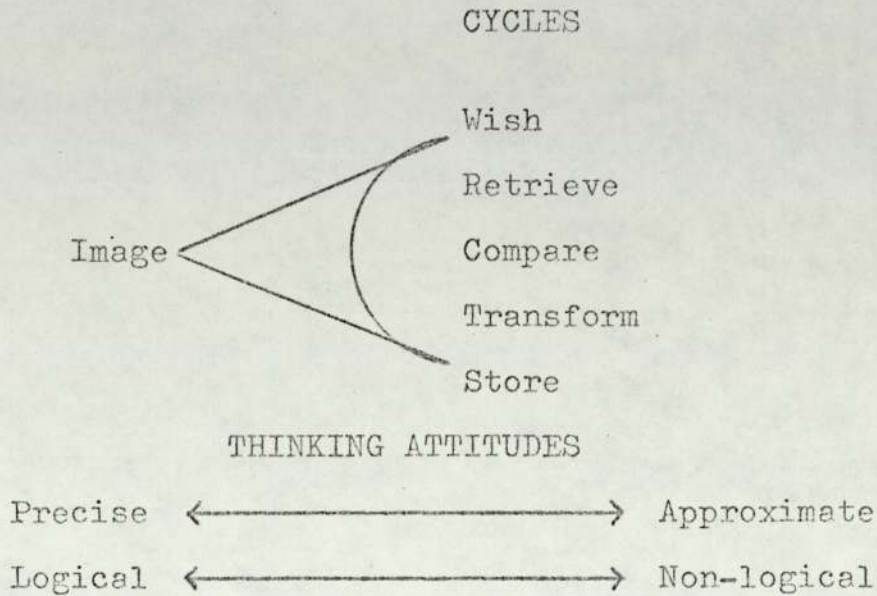 CYCLES
Wish
Retrieve
Image
Compare
Transform
Store
THINKING ATTITUDES
Precise Approximate
Logical Non-logical